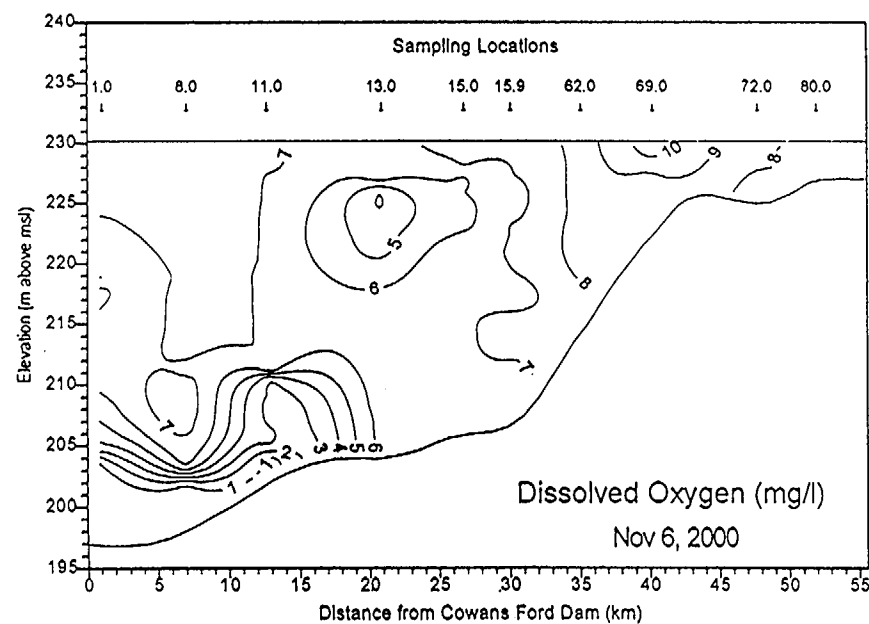 240
Sampling Locations
235
1.0 8.0 11.0 13.0 15.0 15.9 62.0 69.0 72.0 80.0
230
7 10 9 8
225
0
5
220
6 8
215
7
210
7
205
3 4 5 6
1 1 2
200
Dissolved Oxygen (mg/l)
Nov 6, 2000
195
0 5 10 15 20 25 30 35 40 45 50 55
Elevation (m above msl)
Distance from Cowans Ford Dam (km)